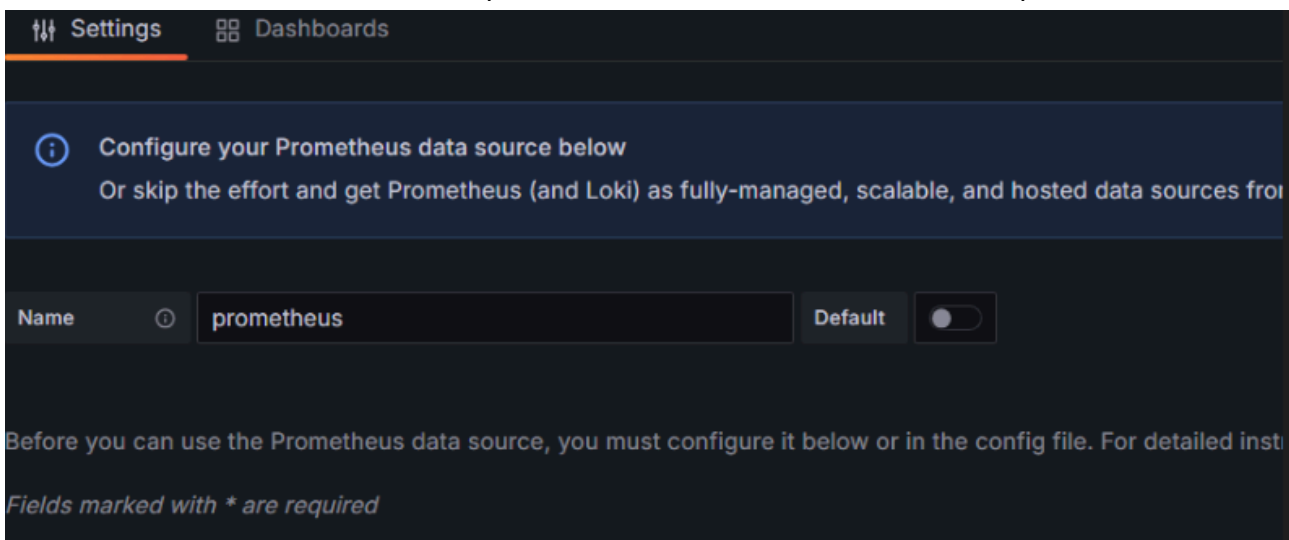 Settings Dashboards
Configure your Prometheus data source below
Or skip the effort and get Prometheus (and Loki) as fully-managed, scalable, and hosted data sources from
Name prometheus Default
Before you can use the Prometheus data source, you must configure it below or in the config file. For detailed
Fields marked with * are required